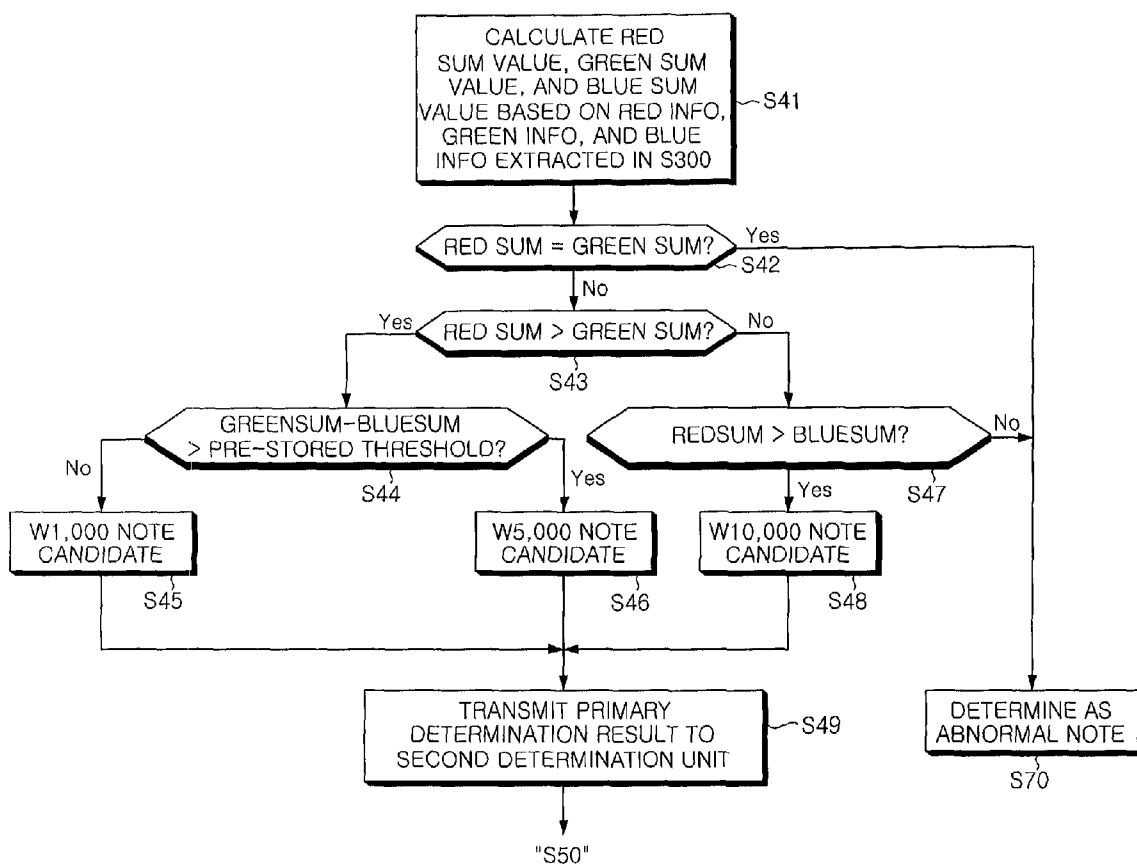 CALCULATE RED
SUM VALUE, GREEN SUM
VALUE, AND BLUE SUM
VALUE BASED ON RED INFO,
GREEN INFO, AND BLUE
INFO EXTRACTED IN S300
S41
RED SUM = GREEN SUM?
Yes
S42
No
Yes
RED SUM > GREEN SUM?
No
S43
GREENSUM-BLUESUM
> PRE-STORED THRESHOLD?
REDSUM > BLUESUM?
No
No
S44
Yes
Yes
S47
W1,000 NOTE
CANDIDATE
W5,000 NOTE
CANDIDATE
W10,000 NOTE
CANDIDATE
S45
S46
S48
TRANSMIT PRIMARY
DETERMINATION RESULT TO
SECOND DETERMINATION UNIT
S49
DETERMINE AS
ABNORMAL NOTE
S70
"S50"